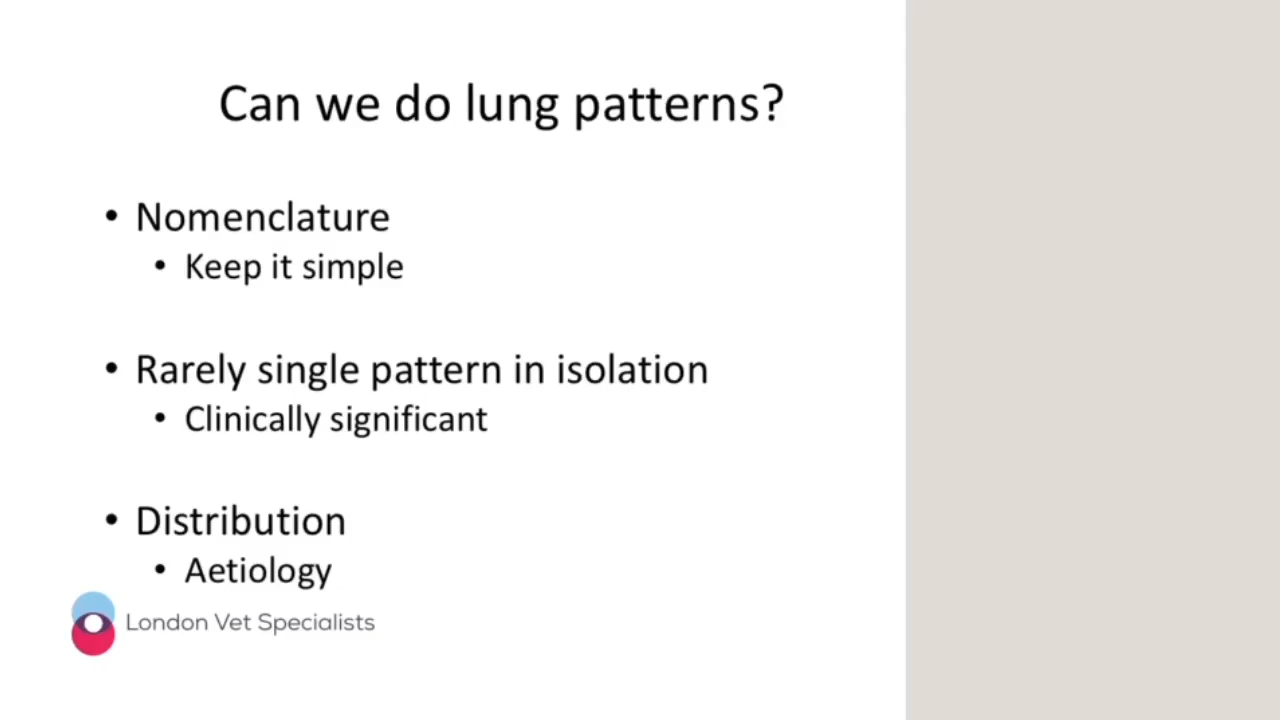 Can we do lung patterns?
• Nomenclature
• Keep it simple
• Rarely single pattern in isolation
• Clinically significant
• Distribution
• Aetiology
London Vet Specialists